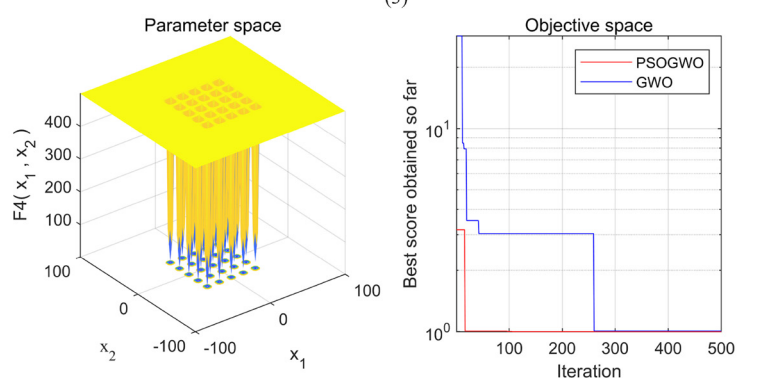 (5)
Parameter space
400
300
200
100
F4( x1 , x2 )
100
0
-100
x2
-100
0
100
x1
Objective space
PSOGWO
GWO
10^1
10^0
Best score obtained so far
100 200 300 400 500
Iteration